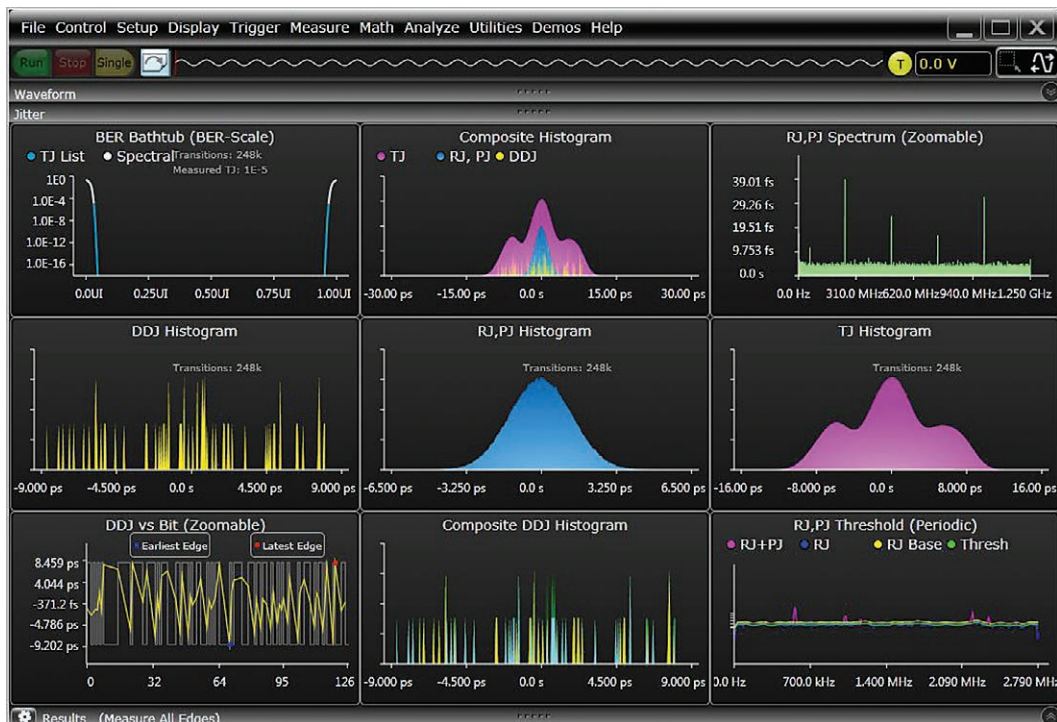 File Control Setup Display Trigger Measure Math Analyze Utilities Demos Help
Run Stop Single T 0.0 V
Waveform
Jitter
BER Bathtub (BER-Scale)
TJ List Spectral Transitions: 248k
Measured TJ: 1E-5
1E0
1.0E-4
1.0E-8
1.0E-12
1.0E-16
0.0UI 0.25UI 0.50UI 0.75UI 1.00UI
Composite Histogram
TJ RJ, PJ DDJ
-30.00 ps -15.00 ps 0.0 s 15.00 ps 30.00 ps
RJ,PJ Spectrum (Zoomable)
39.01 fs
29.26 fs
19.51 fs
9.753 fs
0.0 s
0.0 Hz 310.0 MHz 620.0 MHz 940.0 MHz 1.250 GHz
DDJ Histogram
Transitions: 248k
-9.000 ps -4.500 ps 0.0 s 4.500 ps 9.000 ps
RJ,PJ Histogram
Transitions: 248k
-6.500 ps -3.250 ps 0.0 s 3.250 ps 6.500 ps
TJ Histogram
Transitions: 248k
-16.00 ps -8.000 ps 0.0 s 8.000 ps 16.00 ps
DDJ vs Bit (Zoomable)
Earliest Edge Latest Edge
8.459 ps
4.044 ps
-371.2 fs
-4.786 ps
-9.202 ps
0 32 64 95 126
Composite DDJ Histogram
-9.000 ps -4.500 ps 0.0 s 4.500 ps 9.000 ps
RJ,PJ Threshold (Periodic)
RJ+PJ RJ RJ Base Thresh
0.0 Hz 700.0 kHz 1.400 MHz 2.090 MHz 2.790 MHz
Results (Measure All Edges)